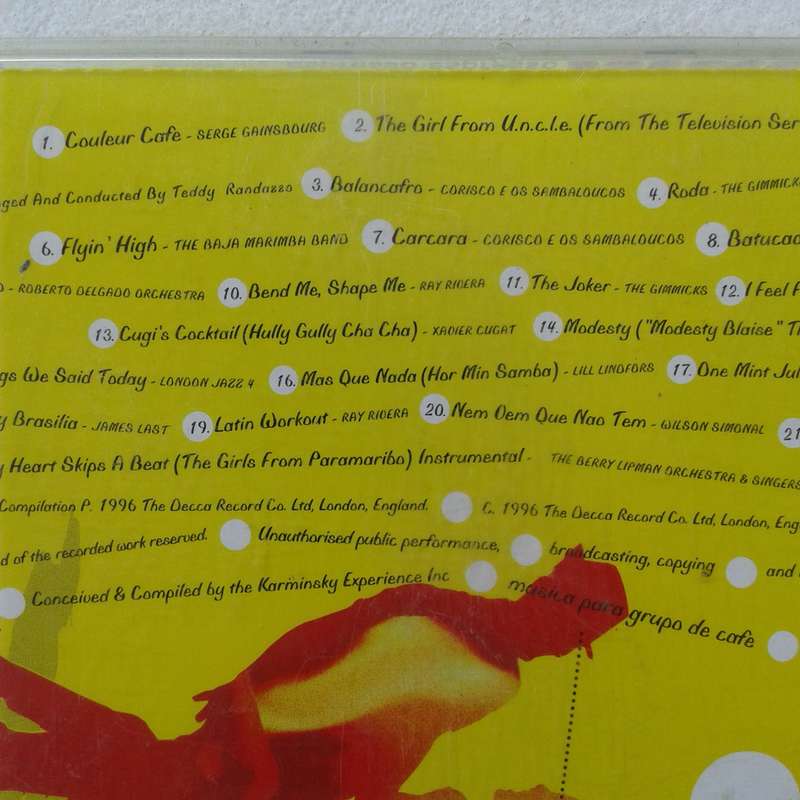 1. Couleur Cafe - SERGE GAINSBOURG 2. The Girl From U.n.c.l.e. (From The Television Ser
ged And Conducted By Teddy Randazzo 3. Balancafro - CORISCO E OS SAMBALOUCOS 4. Roda - THE GIMMICKS
6. Flyin' High - THE BAJA MARIMBA BAND 7. Carcara - CORISCO E OS SAMBALOUCOS 8. Batucad
O - ROBERTO DELGADO ORCHESTRA 10. Bend Me, Shape Me - RAY RIVERA 11. The Joker - THE GIMMICKS 12. I Feel F
13. Cugi's Cocktail (Hully Gully Cha Cha) - XAVIER CUGAT 14. Modesty ("Modesty Blaise" Th
gs We Said Today - LONDON JAZZ 4 16. Mas Que Nada (Hor Min Samba) - LILL LINDFORS 17. One Mint Jul
y Brasilia - JAMES LAST 19. Latin Workout - RAY RIVERA 20. Nem Vem Que Nao Tem - WILSON SIMONAL 21
y Heart Skips A Beat (The Girls From Paramaribo) Instrumental - THE BERRY LIPMAN ORCHESTRA & SINGERS
Compilation P. 1996 The Decca Record Co. Ltd, London, England. C. 1996 The Decca Record Co. Ltd, London, Eng
d of the recorded work reserved. Unauthorised public performance, broadcasting, copying and
Conceived & Compiled by the Karminsky Experience Inc musica para grupo de cafe